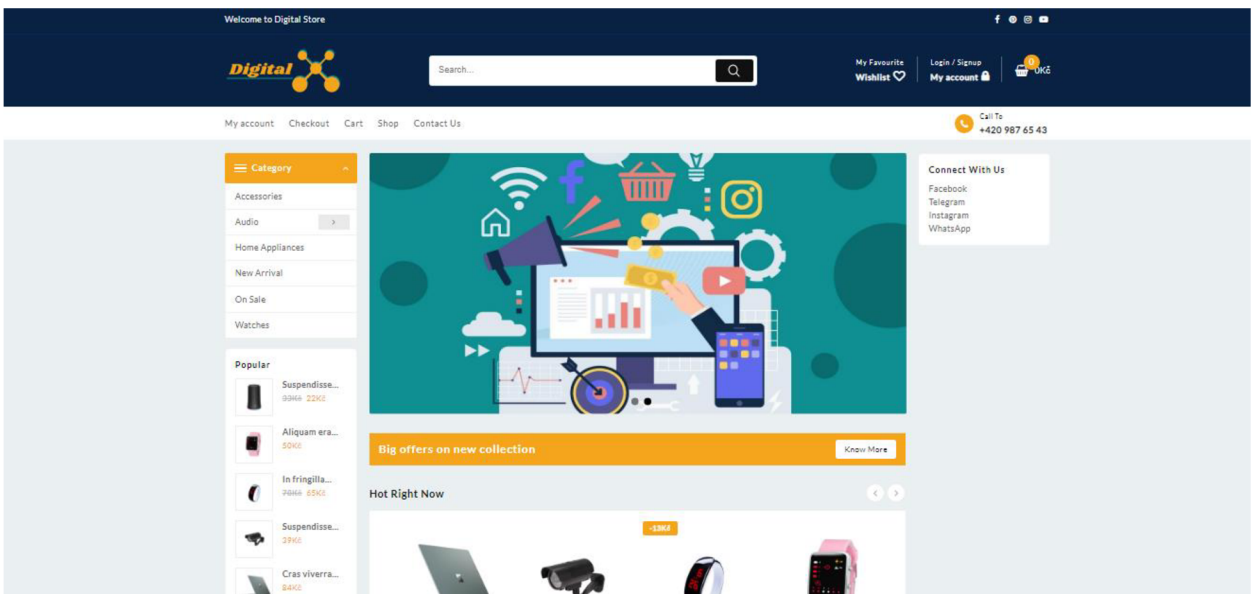 Welcome to Digital Store
Digital
Search...
My Favourite
Wishlist
Login / Signup
My account
0
0Kč
My account
Checkout
Cart
Shop
Contact Us
Call To
+420 987 65 43
Category
Accessories
Audio
Home Appliances
New Arrival
On Sale
Watches
Connect With Us
Facebook
Telegram
Instagram
WhatsApp
Popular
Suspendisse...
33Kč 22Kč
Aliquam era...
50Kč
In fringilla...
78Kč 65Kč
Suspendisse...
29Kč
Cras viverra...
84Kč
Big offers on new collection
Know More
Hot Right Now
-13Kč